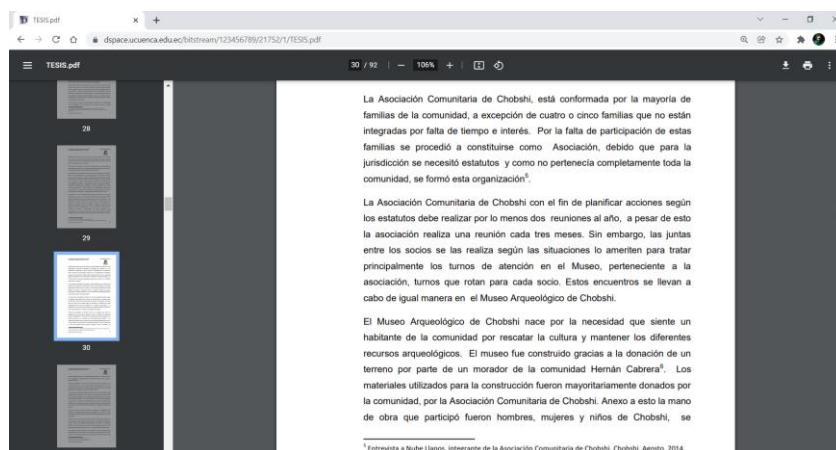 TESIS.pdf
dspace.ucuenca.edu.ec/bitstream/123456789/21752/1/TESIS.pdf
TESIS.pdf
30 / 92
106%
28
29
30
La Asociación Comunitaria de Chobshi, está conformada por la mayoría de
familias de la comunidad, a excepción de cuatro o cinco familias que no están
integradas por falta de tiempo e interés. Por la falta de participación de estas
familias se procedió a constituirse como Asociación, debido que para la
jurisdicción se necesitó estatutos y como no pertenecía completamente toda la
comunidad, se formó esta organización⁵.
La Asociación Comunitaria de Chobshi con el fin de planificar acciones según
los estatutos debe realizar por lo menos dos reuniones al año, a pesar de esto
la asociación realiza una reunión cada tres meses. Sin embargo, las juntas
entre los socios se las realiza según las situaciones lo ameriten para tratar
principalmente los turnos de atención en el Museo, perteneciente a la
asociación, turnos que rotan para cada socio. Estos encuentros se llevan a
cabo de igual manera en el Museo Arqueológico de Chobshi.
El Museo Arqueológico de Chobshi nace por la necesidad que siente un
habitante de la comunidad por rescatar la cultura y mantener los diferentes
recursos arqueológicos. El museo fue construido gracias a la donación de un
terreno por parte de un morador de la comunidad Hernán Cabrera⁶. Los
materiales utilizados para la construcción fueron mayoritariamente donados por
la comunidad, por la Asociación Comunitaria de Chobshi. Anexo a esto la mano
de obra que participó fueron hombres, mujeres y niños de Chobshi, se
⁵ Entrevista a Nube Llanos, integrante de la Asociación Comunitaria de Chobshi. Chobshi, Agosto, 2014.